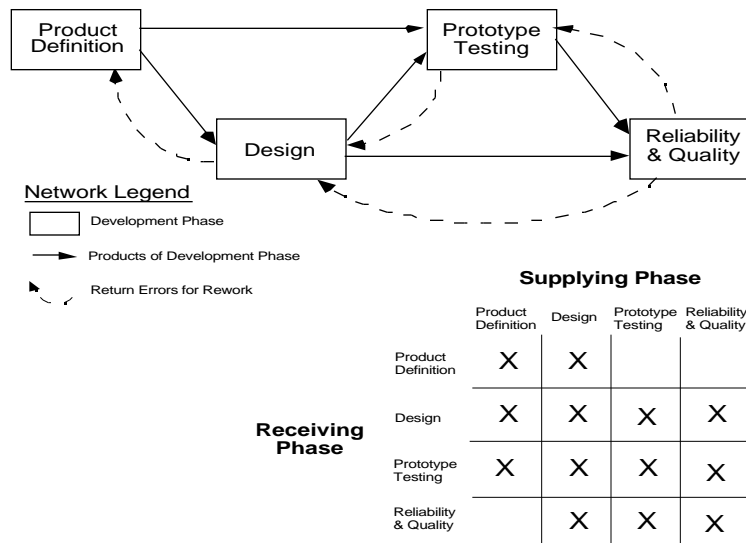 Product
Definition
Prototype
Testing
Design
Reliability
& Quality
Network Legend
Development Phase
Products of Development Phase
Return Errors for Rework
Supplying Phase
Product
Definition
Design
Prototype
Testing
Reliability
& Quality
Receiving
Phase
Product
Definition
X X
Design
X X X X
Prototype
Testing
X X X X
Reliability
& Quality
X X X